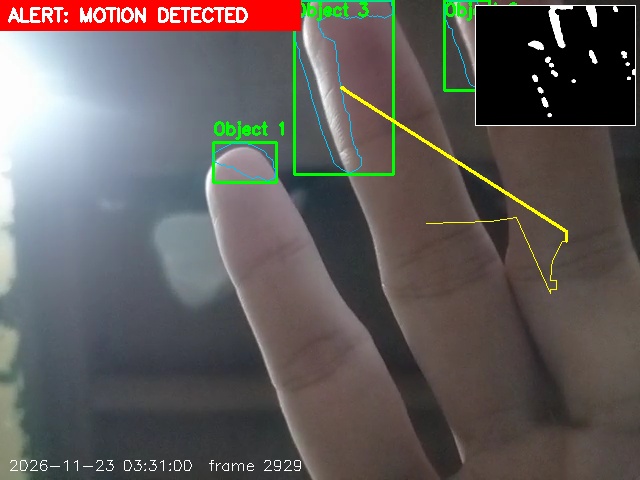 ALERT: MOTION DETECTED
Object 3
Object 1
2026-11-23 03:31:00 frame 2929